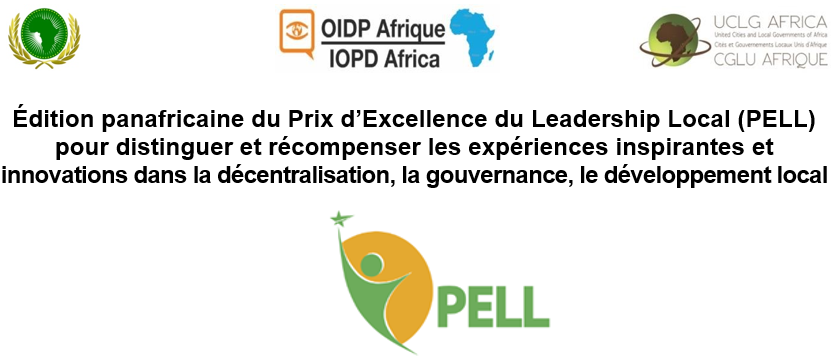 OIDP Afrique
IOPD Africa
UCLG AFRICA
United Cities and Local Governments of Africa
Cités et Gouvernements Locaux Unis d'Afrique
CGLU AFRIQUE
Édition panafricaine du Prix d’Excellence du Leadership Local (PELL)
pour distinguer et récompenser les expériences inspirantes et
innovations dans la décentralisation, la gouvernance, le développement local
PELL